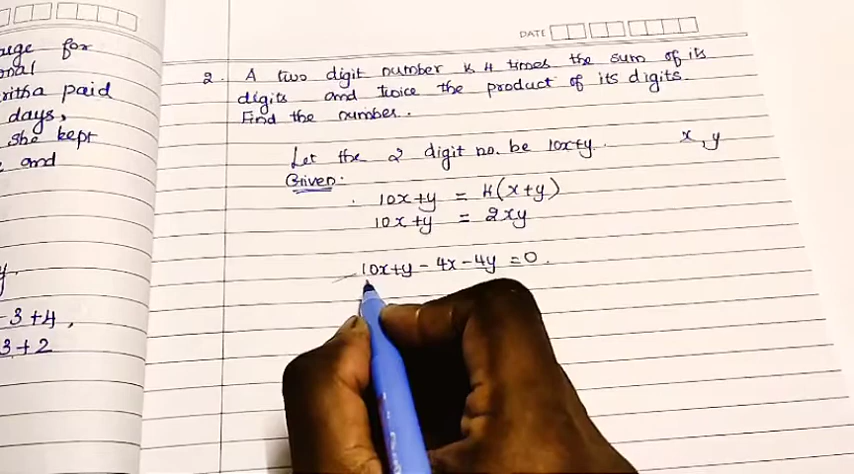 for
ritha paid
days,
she kept
and
- 3 + 4,
3 + 2
DATE
2. A two digit number is 4 times the sum of its
digits and twice the product of its digits.
Find the number.
Let the 2 digit no. be 10x+y. x, y
Given:
10x+y = 4(x+y)
10x+y = 2xy
10x+y - 4x - 4y = 0.